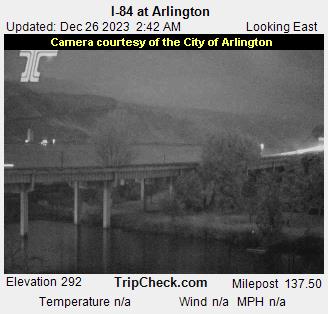 I-84 at Arlington
Updated: Dec 26 2023 2:42 AM Looking East
Camera courtesy of the City of Arlington
Elevation 292 TripCheck.com Milepost 137.50
Temperature n/a Wind n/a MPH n/a